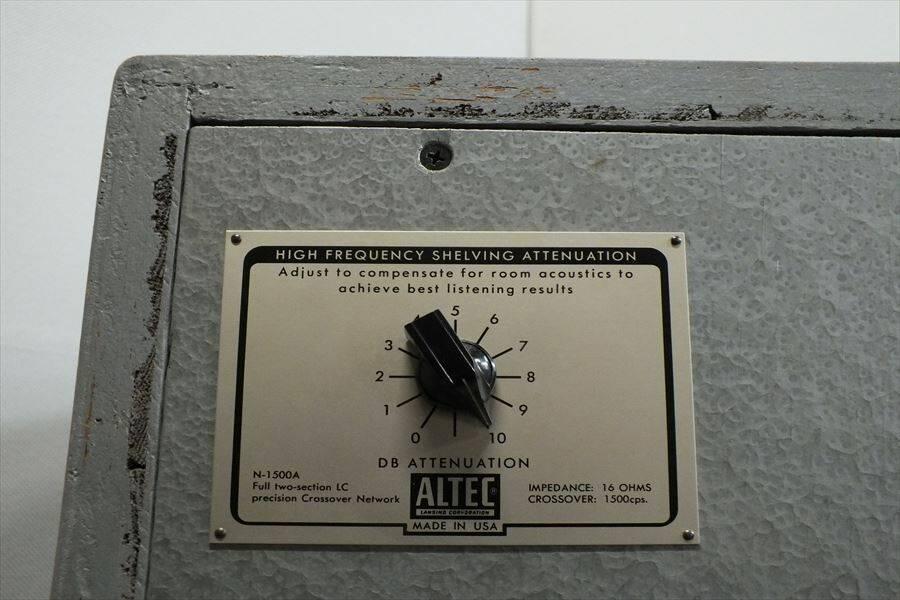 HIGH FREQUENCY SHELVING ATTENUATION
Adjust to compensate for room acoustics to
achieve best listening results
5
6
3
7
2
8
1
9
0
10
DB ATTENUATION
N-1500A
Full two-section LC
precision Crossover Network
ALTEC ®
LANSING CORPORATION
MADE IN USA
IMPEDANCE: 16 OHMS
CROSSOVER: 1500cps.